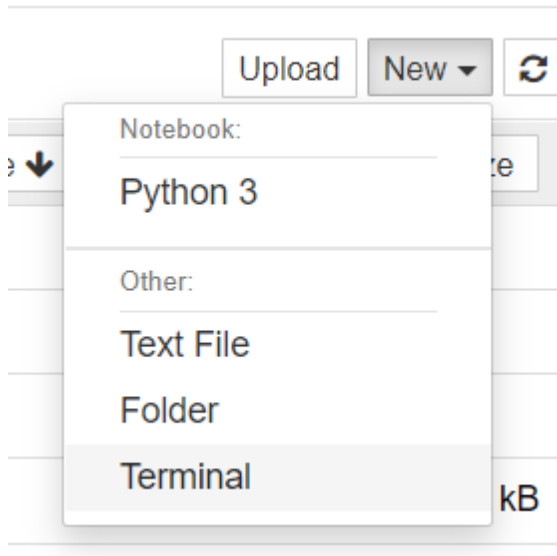 Upload New
Notebook:
Python 3
Other:
Text File
Folder
Terminal
kB